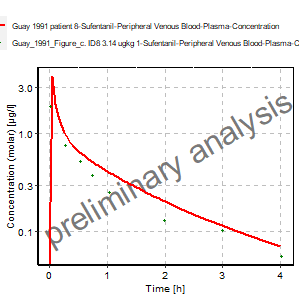 Guay 1991 patient 8-Sufentanil-Peripheral Venous Blood-Plasma-Concentration
Guay_1991_Figure_c. ID8 3.14 ugkg 1-Sufentanil-Peripheral Venous Blood-Plasma-C
Concentration (molar) [µg/l]
3.0
1.0
0.3
0.1
preliminary analysis
0 1 2 3 4
Time [h]